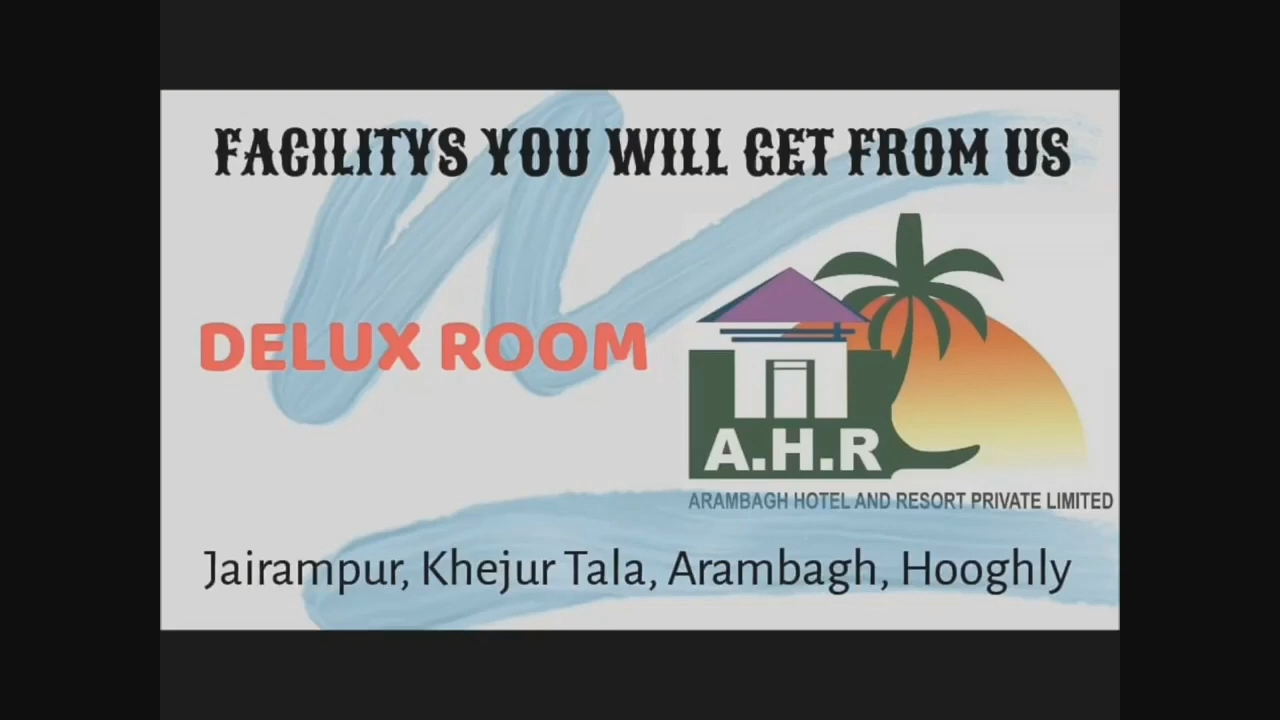 FACILITYS YOU WILL GET FROM US
DELUX ROOM
A.H.R
ARAMBAGH HOTEL AND RESORT PRIVATE LIMITED
Jairampur, Khejur Tala, Arambagh, Hooghly